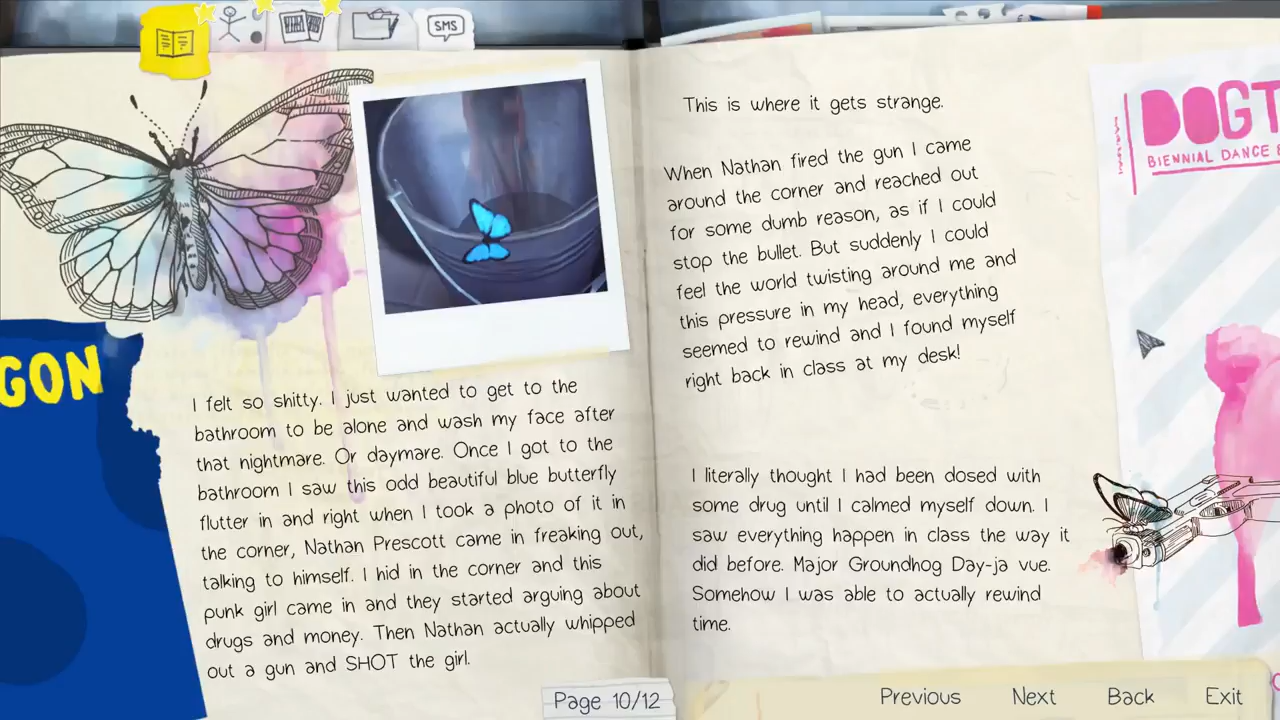 SMS
GON
I felt so shitty. I just wanted to get to the
bathroom to be alone and wash my face after
that nightmare. Or daymare. Once I got to the
bathroom I saw this odd beautiful blue butterfly
flutter in and right when I took a photo of it in
the corner, Nathan Prescott came in freaking out,
talking to himself. I hid in the corner and this
punk girl came in and they started arguing about
drugs and money. Then Nathan actually whipped
out a gun and SHOT the girl.
This is where it gets strange.
When Nathan fired the gun I came
around the corner and reached out
for some dumb reason, as if I could
stop the bullet. But suddenly I could
feel the world twisting around me and
this pressure in my head, everything
seemed to rewind and I found myself
right back in class at my desk!
I literally thought I had been dosed with
some drug until I calmed myself down. I
saw everything happen in class the way it
did before. Major Groundhog Day-ja vue.
Somehow I was able to actually rewind
time.
DOGT
BIENNIAL DANCE &
Page 10/12
Previous Next Back Exit